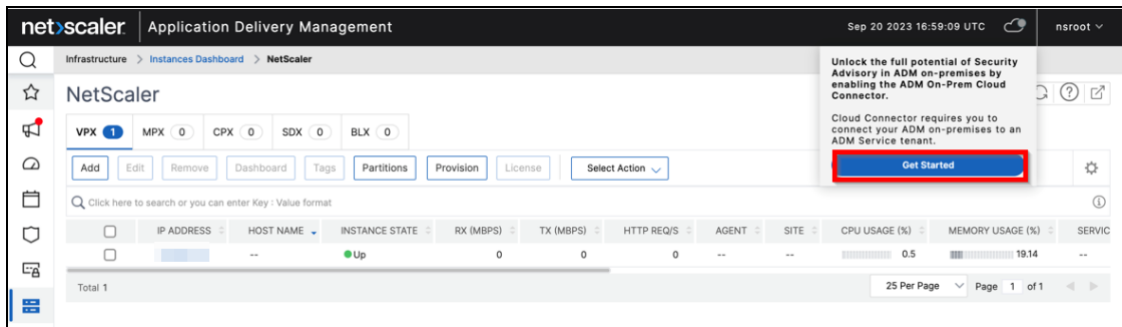 net>scaler. Application Delivery Management Sep 20 2023 16:59:09 UTC nsroot
Infrastructure > Instances Dashboard > NetScaler
Unlock the full potential of Security
Advisory in ADM on-premises by
enabling the ADM On-Prem Cloud
Connector.
Cloud Connector requires you to
connect your ADM on-premises to an
ADM Service tenant.
Get Started
NetScaler
VPX 1 MPX 0 CPX 0 SDX 0 BLX 0
Add Edit Remove Dashboard Tags Partitions Provision License Select Action
Click here to search or you can enter Key : Value format
IP ADDRESS HOST NAME INSTANCE STATE RX (MBPS) TX (MBPS) HTTP REQ/S AGENT SITE CPU USAGE (%) MEMORY USAGE (%) SERVIC
-- Up 0 0 0 -- -- 0.5 19.14 --
Total 1 25 Per Page Page 1 of 1